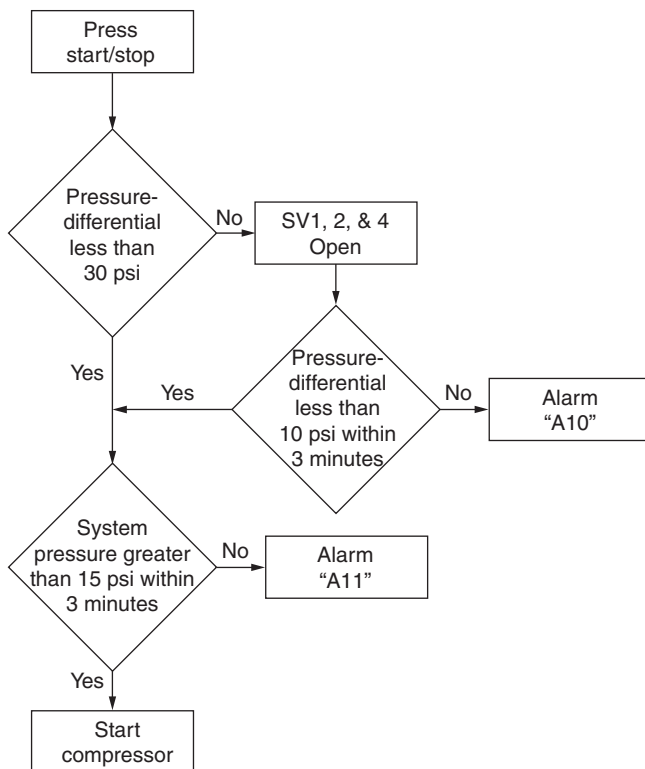 Press
start/stop
Pressure-
differential
less than
30 psi
No
SV1, 2, & 4
Open
Yes
Pressure-
differential
less than
10 psi within
3 minutes
Yes
No
Alarm
“A10”
System
pressure greater
than 15 psi within
3 minutes
No
Alarm
“A11”
Yes
Start
compressor